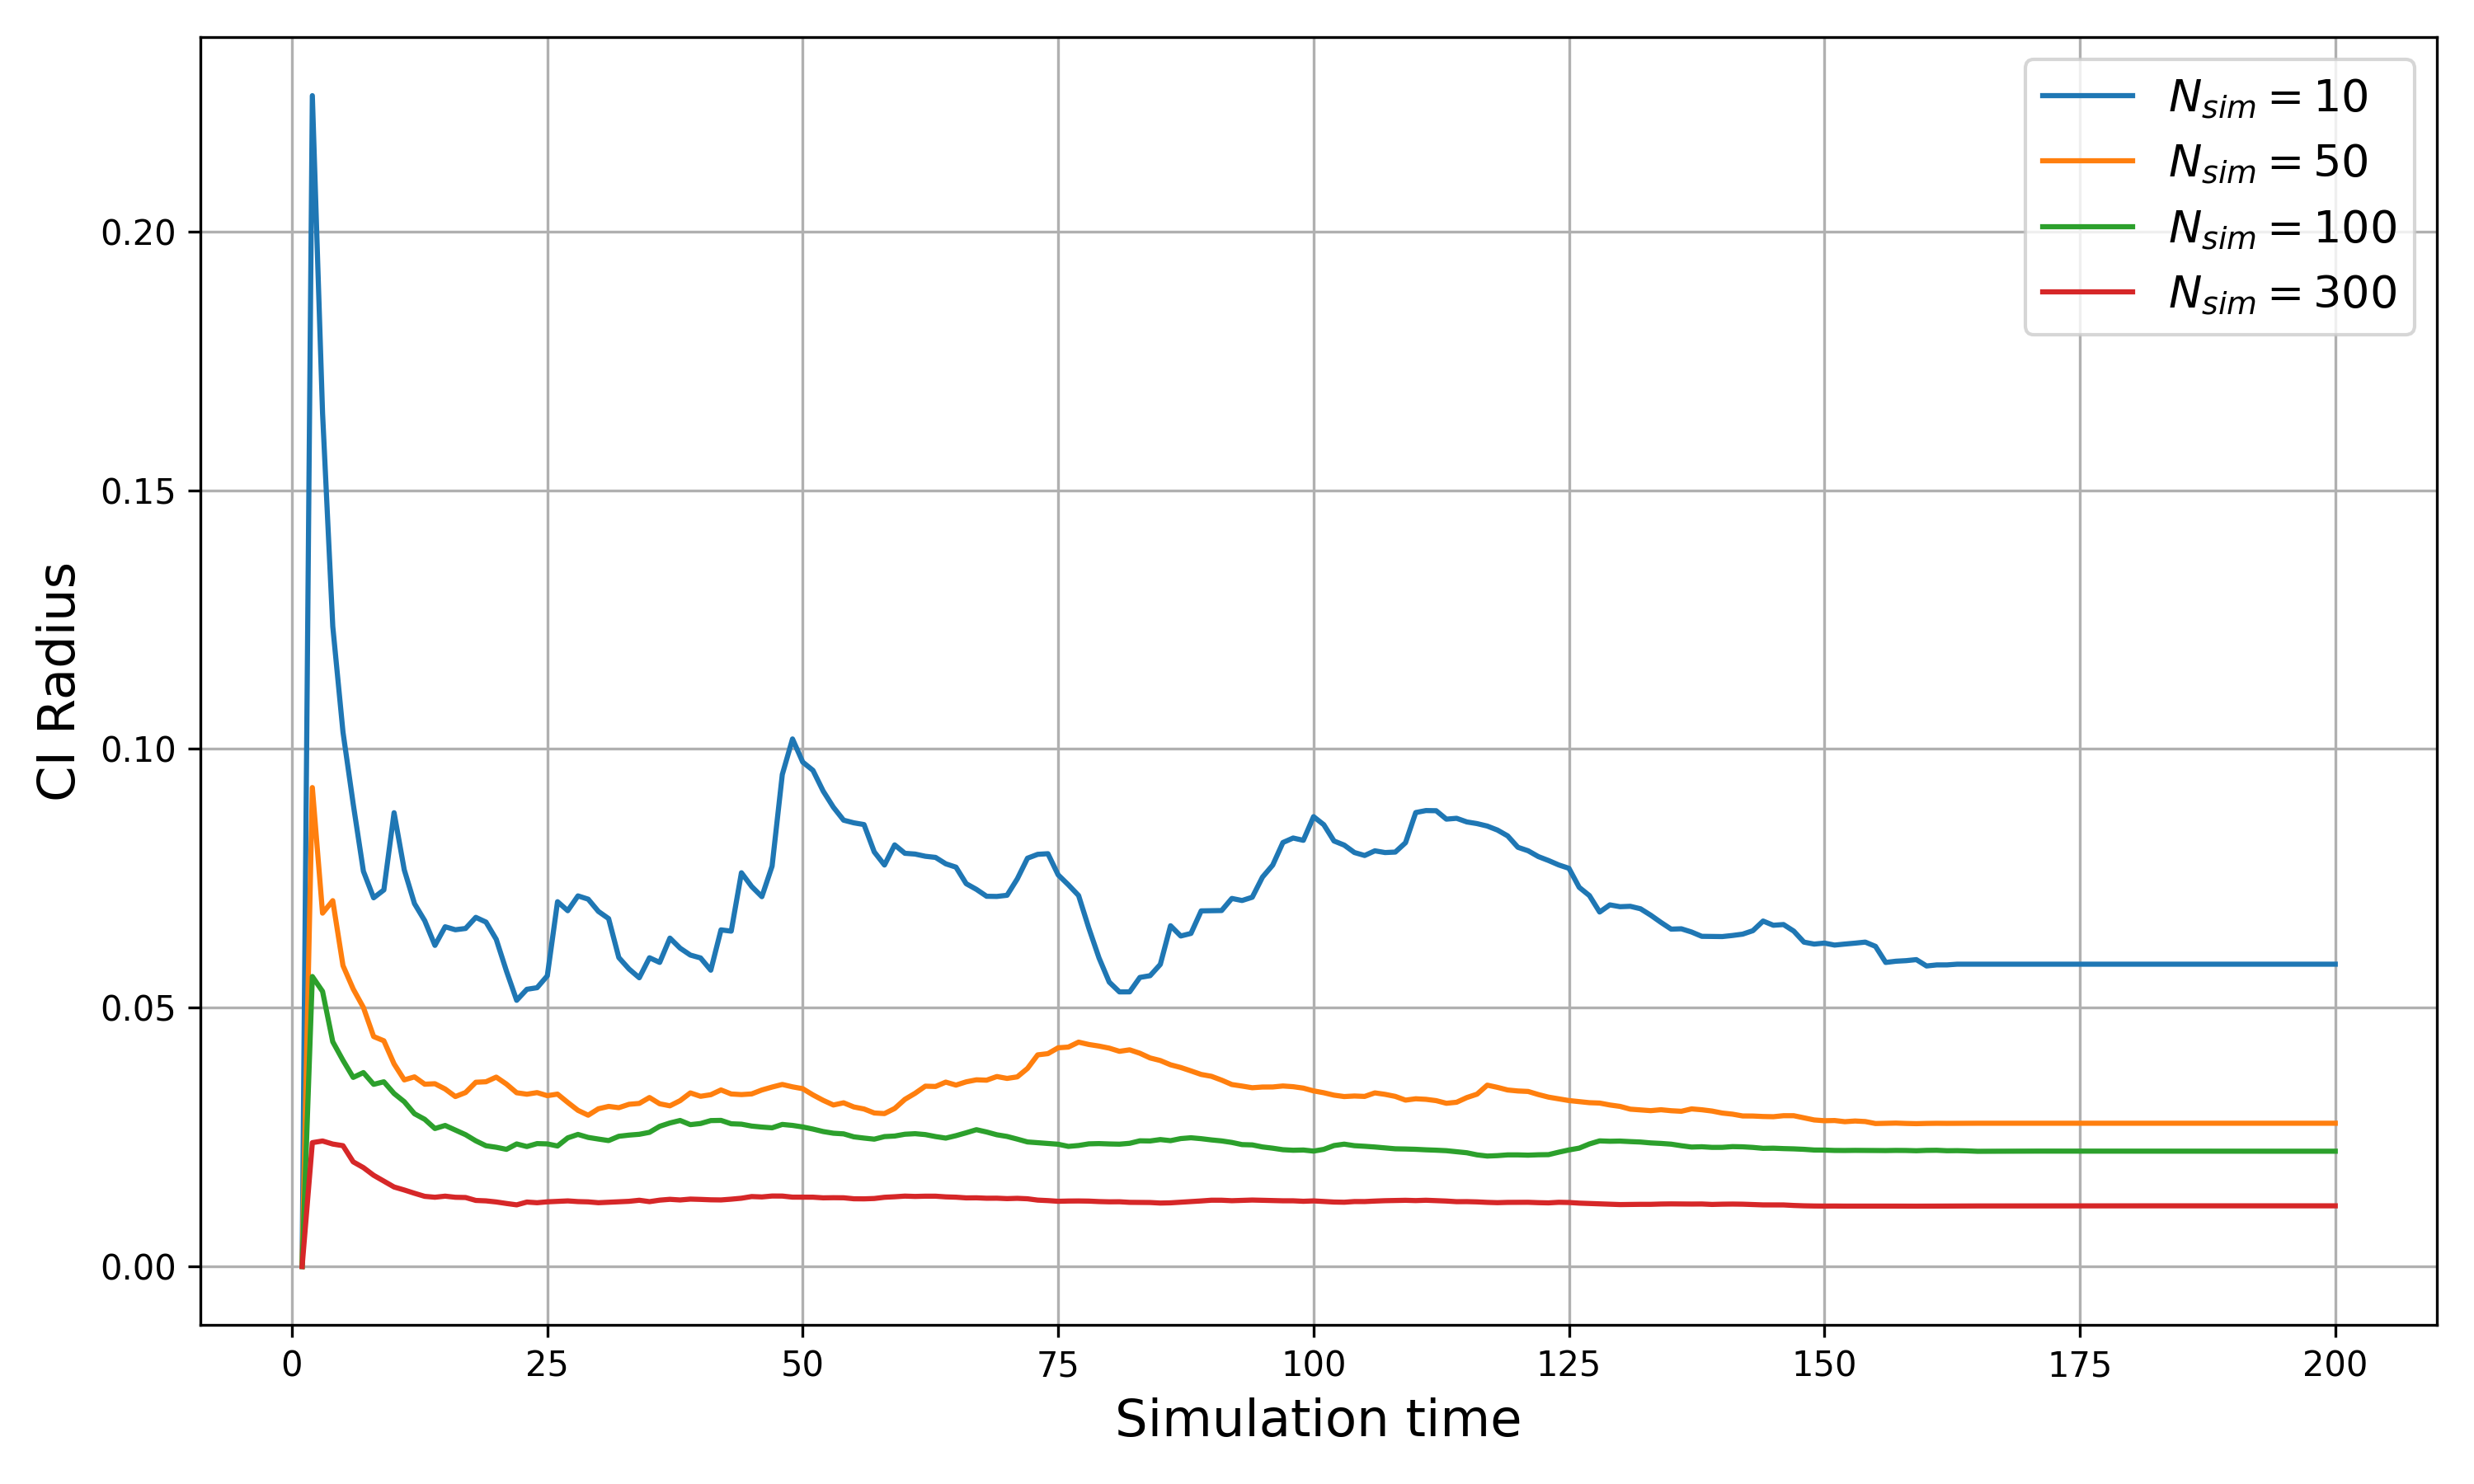 N_sim = 10
N_sim = 50
N_sim = 100
N_sim = 300
CI Radius
0.20
0.15
0.10
0.05
0.00
0 25 50 75 100 125 150 175 200
Simulation time